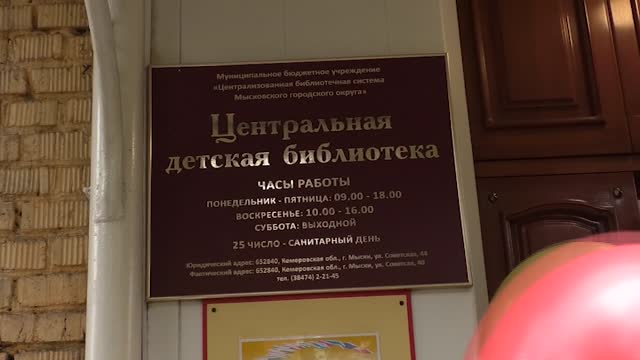 Муниципальное бюджетное учреждение
«Централизованная библиотечная система
Мысковского городского округа»
Центральная
детская библиотека
ЧАСЫ РАБОТЫ
ПОНЕДЕЛЬНИК - ПЯТНИЦА: 09.00 - 18.00
ВОСКРЕСЕНЬЕ: 10.00 - 16.00
СУББОТА: ВЫХОДНОЙ
25 ЧИСЛО - САНИТАРНЫЙ ДЕНЬ
Юридический адрес: 652840, Кемеровская обл., г. Мыски, ул. Советская, 44
Фактический адрес: 652840, Кемеровская обл., г. Мыски, ул. Советская, 40
тел. (38474) 2-21-45